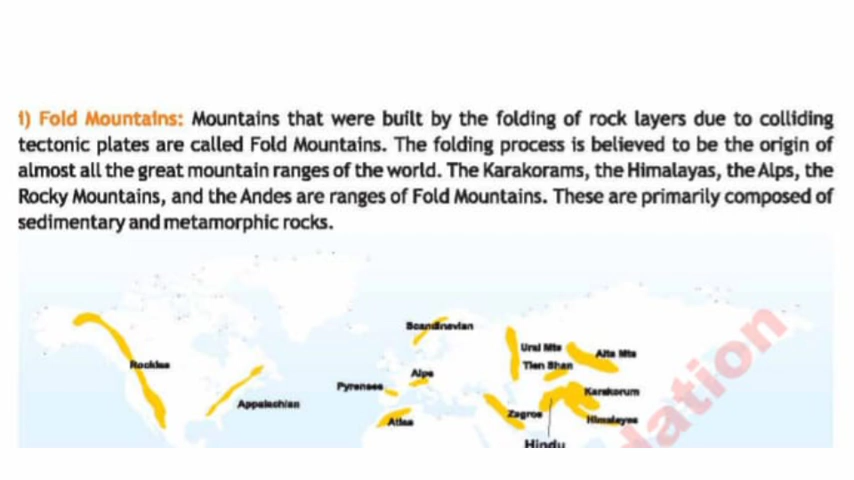 1) Fold Mountains: Mountains that were built by the folding of rock layers due to colliding
tectonic plates are called Fold Mountains. The folding process is believed to be the origin of
almost all the great mountain ranges of the world. The Karakorams, the Himalayas, the Alps, the
Rocky Mountains, and the Andes are ranges of Fold Mountains. These are primarily composed of
sedimentary and metamorphic rocks.
Scandinavian
Ural Mts
Alta Mts
Rockies
Tien Shan
Alps
Pyrenees
Karakorum
Appalachian
Zagros
Atlas
Himalayes
Hindu
dation